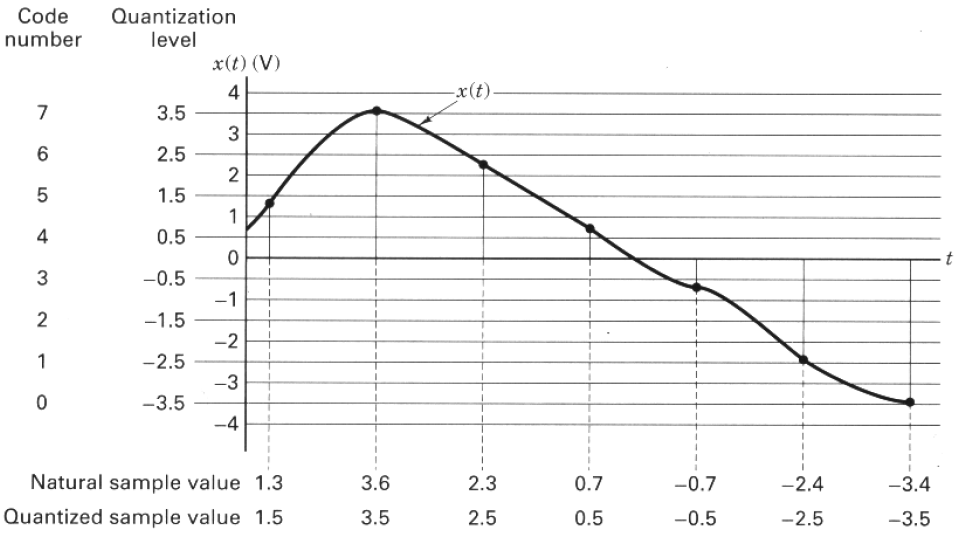 Code Quantization
number level
x(t) (V)
4
x(t)
7 3.5
3
6 2.5
2
5 1.5
1
4 0.5
0
t
3 −0.5
−1
2 −1.5
−2
1 −2.5
−3
0 −3.5
−4
Natural sample value 1.3 3.6 2.3 0.7 −0.7 −2.4 −3.4
Quantized sample value 1.5 3.5 2.5 0.5 −0.5 −2.5 −3.5